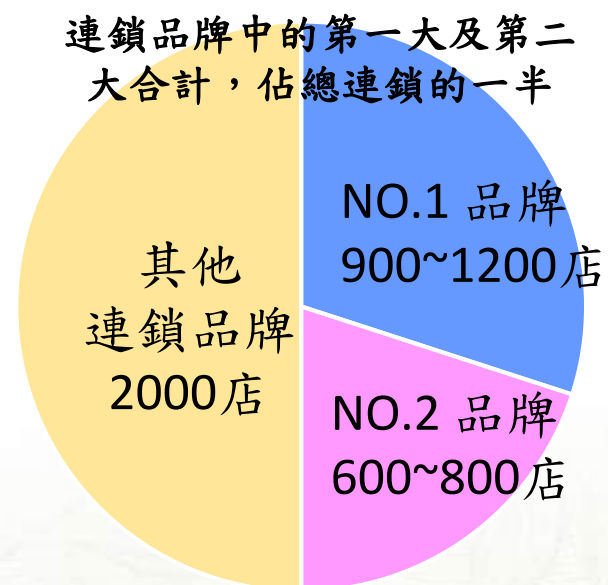 連鎖品牌中的第一大及第二
大合計，佔總連鎖的一半
NO.1 品牌
900~1200店
其他
連鎖品牌
2000店
NO.2 品牌
600~800店